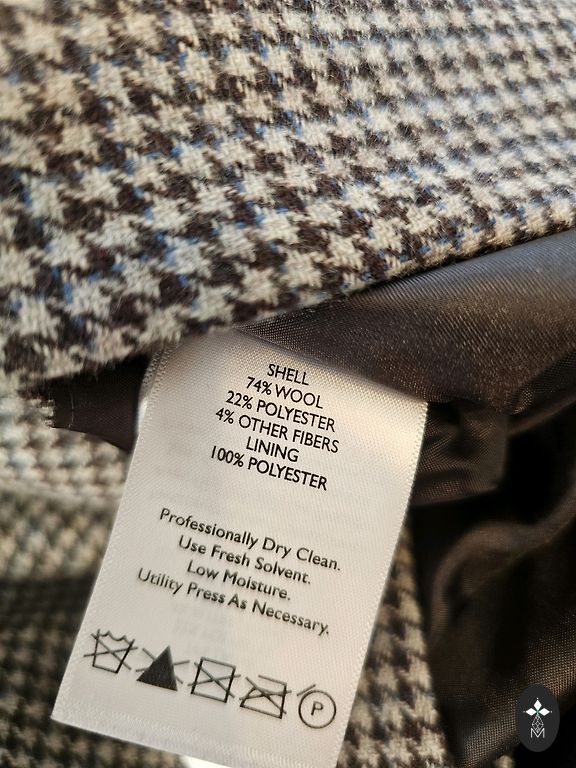 SHELL
74% WOOL
22% POLYESTER
4% OTHER FIBERS
LINING
100% POLYESTER
Professionally Dry Clean.
Use Fresh Solvent.
Low Moisture.
Utility Press As Necessary.
P
M